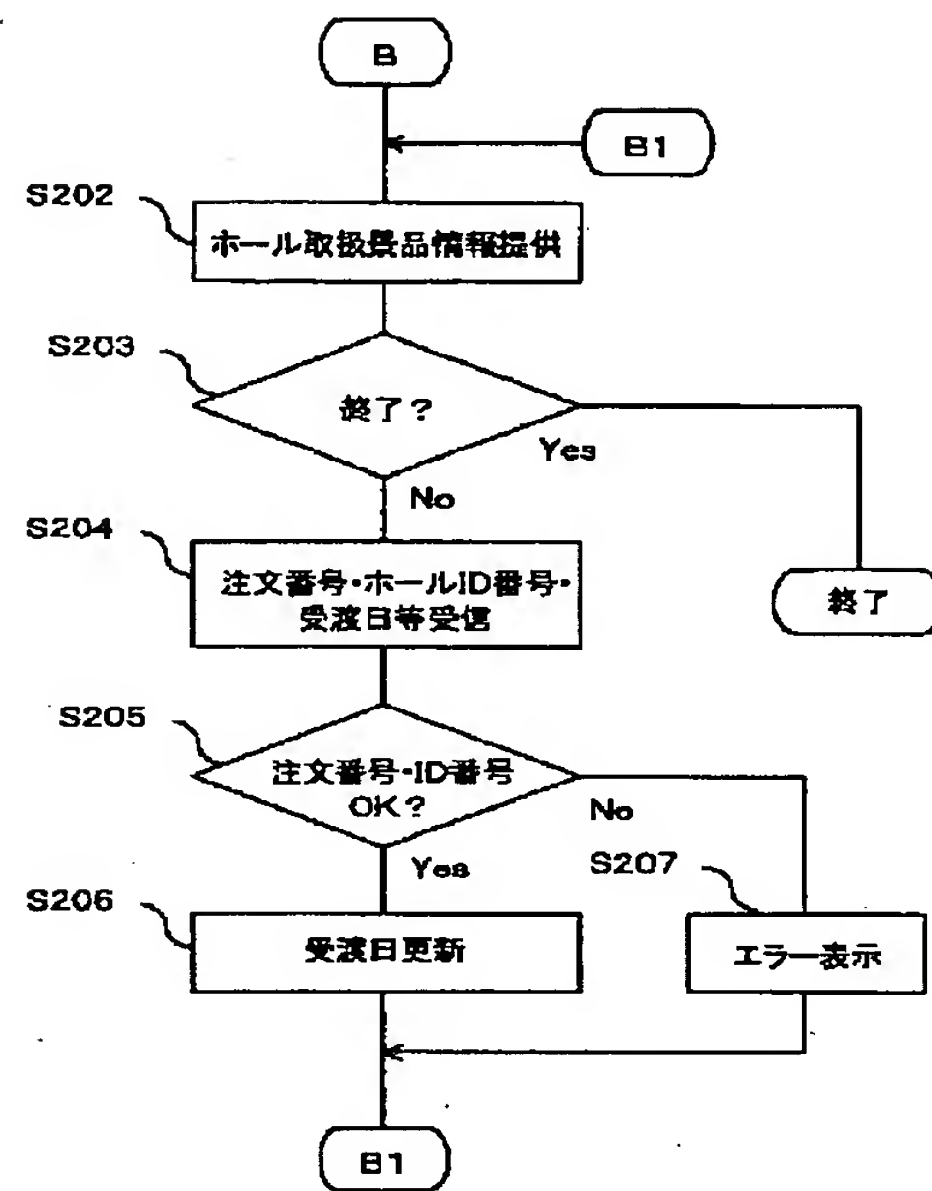 B
B1
S202
ホール取扱景品情報提供
S203
終了？
Yes
No
S204
注文番号・ホールID番号・
受渡日等受信
終了
S205
注文番号・ID番号
OK？
No
Yes
S207
S206
受渡日更新
エラー表示
B1